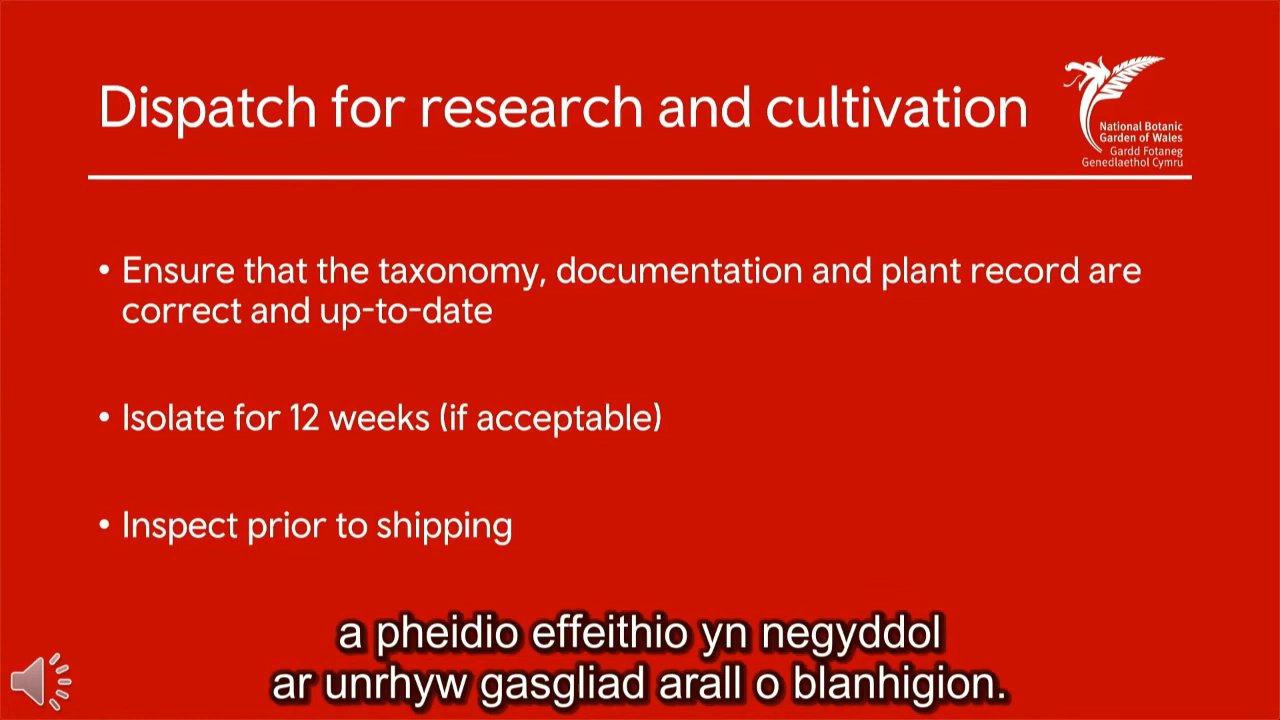 Dispatch for research and cultivation
National Botanic
Garden of Wales
Gardd Fotaneg
Genedlaethol Cymru
• Ensure that the taxonomy, documentation and plant record are
correct and up-to-date
• Isolate for 12 weeks (if acceptable)
• Inspect prior to shipping
a pheidio effeithio yn negyddol
ar unrhyw gasgliad arall o blanhigion.